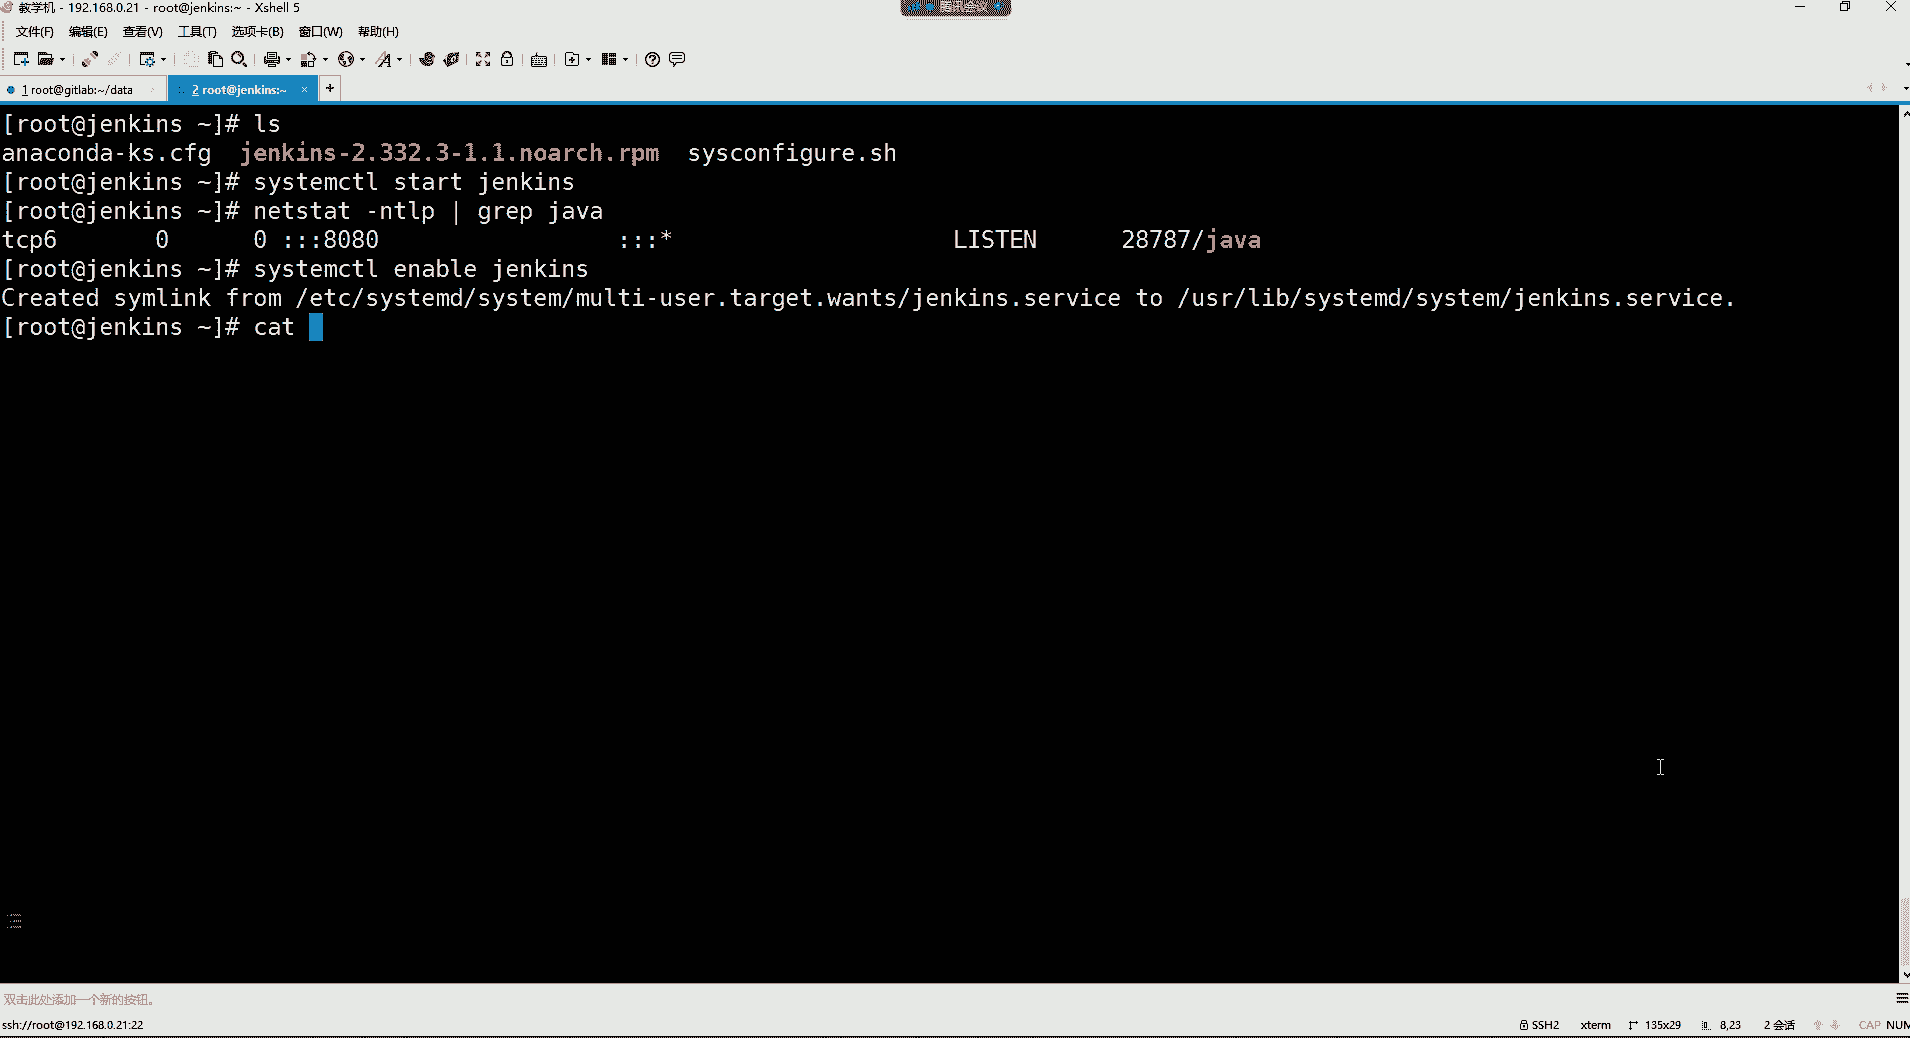 教学机 - 192.168.0.21 - root@jenkins:~ - Xshell 5
腾讯会议
文件(F) 编辑(E) 查看(V) 工具(T) 选项卡(B) 窗口(W) 帮助(H)
1 root@gitlab:~/data
2 root@jenkins:~ × +
[root@jenkins ~]# ls
anaconda-ks.cfg  jenkins-2.332.3-1.1.noarch.rpm  sysconfigure.sh
[root@jenkins ~]# systemctl start jenkins
[root@jenkins ~]# netstat -ntlp | grep java
tcp6       0      0 :::8080                 :::*                    LISTEN      28787/java
[root@jenkins ~]# systemctl enable jenkins
Created symlink from /etc/systemd/system/multi-user.target.wants/jenkins.service to /usr/lib/systemd/system/jenkins.service.
[root@jenkins ~]# cat
双击此处添加一个新的按钮。
ssh://root@192.168.0.21:22
SSH2 xterm 135x29 8,23 2 会话 CAP NUM